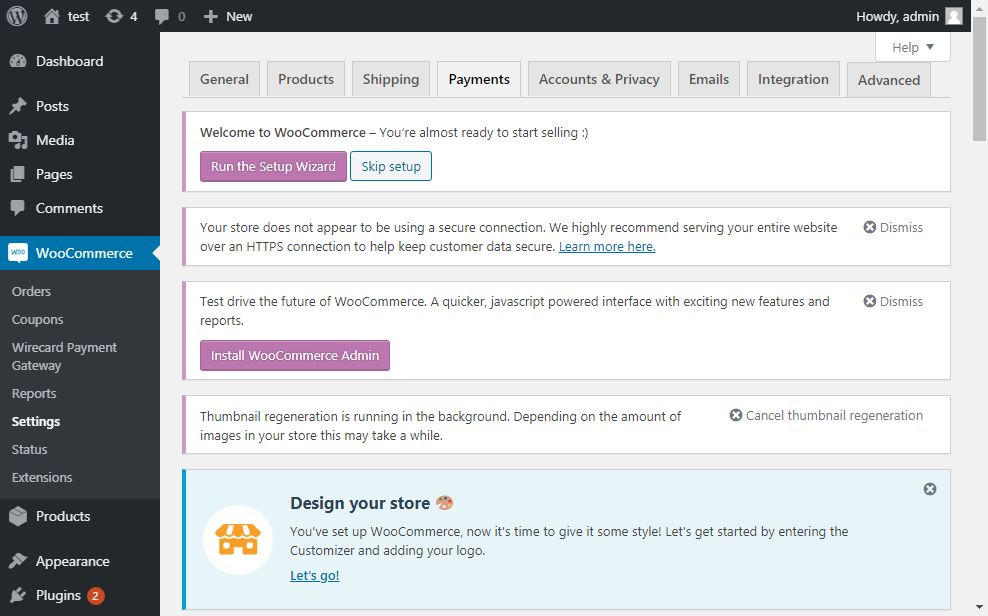 test 4 0 New Howdy, admin
Help
Dashboard
Posts
Media
Pages
Comments
woo WooCommerce
Orders
Coupons
Wirecard Payment
Gateway
Reports
Settings
Status
Extensions
Products
Appearance
Plugins 2
General Products Shipping Payments Accounts & Privacy Emails Integration Advanced
Welcome to WooCommerce – You're almost ready to start selling :)
Run the Setup Wizard Skip setup
Your store does not appear to be using a secure connection. We highly recommend serving your entire website
over an HTTPS connection to help keep customer data secure. Learn more here.
Dismiss
Test drive the future of WooCommerce. A quicker, javascript powered interface with exciting new features and
reports.
Dismiss
Install WooCommerce Admin
Thumbnail regeneration is running in the background. Depending on the amount of
images in your store this may take a while.
Cancel thumbnail regeneration
Design your store
You've set up WooCommerce, now it's time to give it some style! Let's get started by entering the
Customizer and adding your logo.
Let's go!